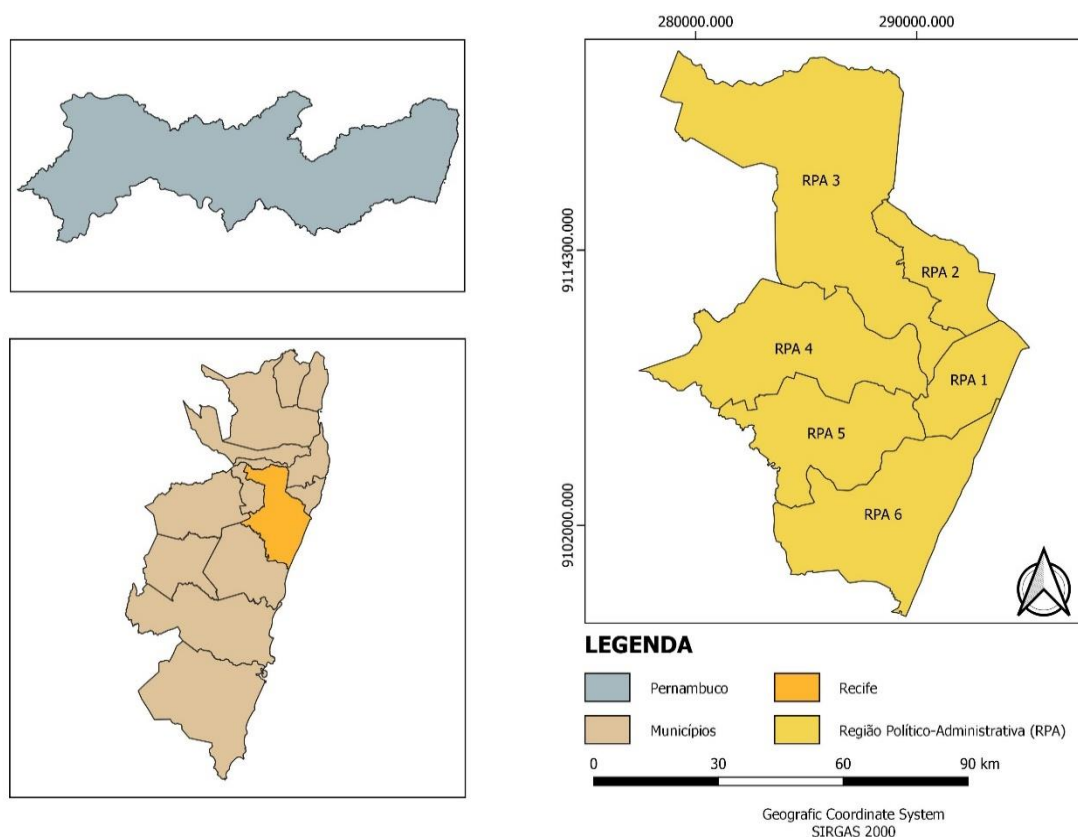 280000.000 290000.000
9114300.000
9102000.000
RPA 3
RPA 2
RPA 4
RPA 1
RPA 5
RPA 6
LEGENDA
Pernambuco
Recife
Municípios
Região Político-Administrativa (RPA)
0 30 60 90 km
Geografic Coordinate System
SIRGAS 2000